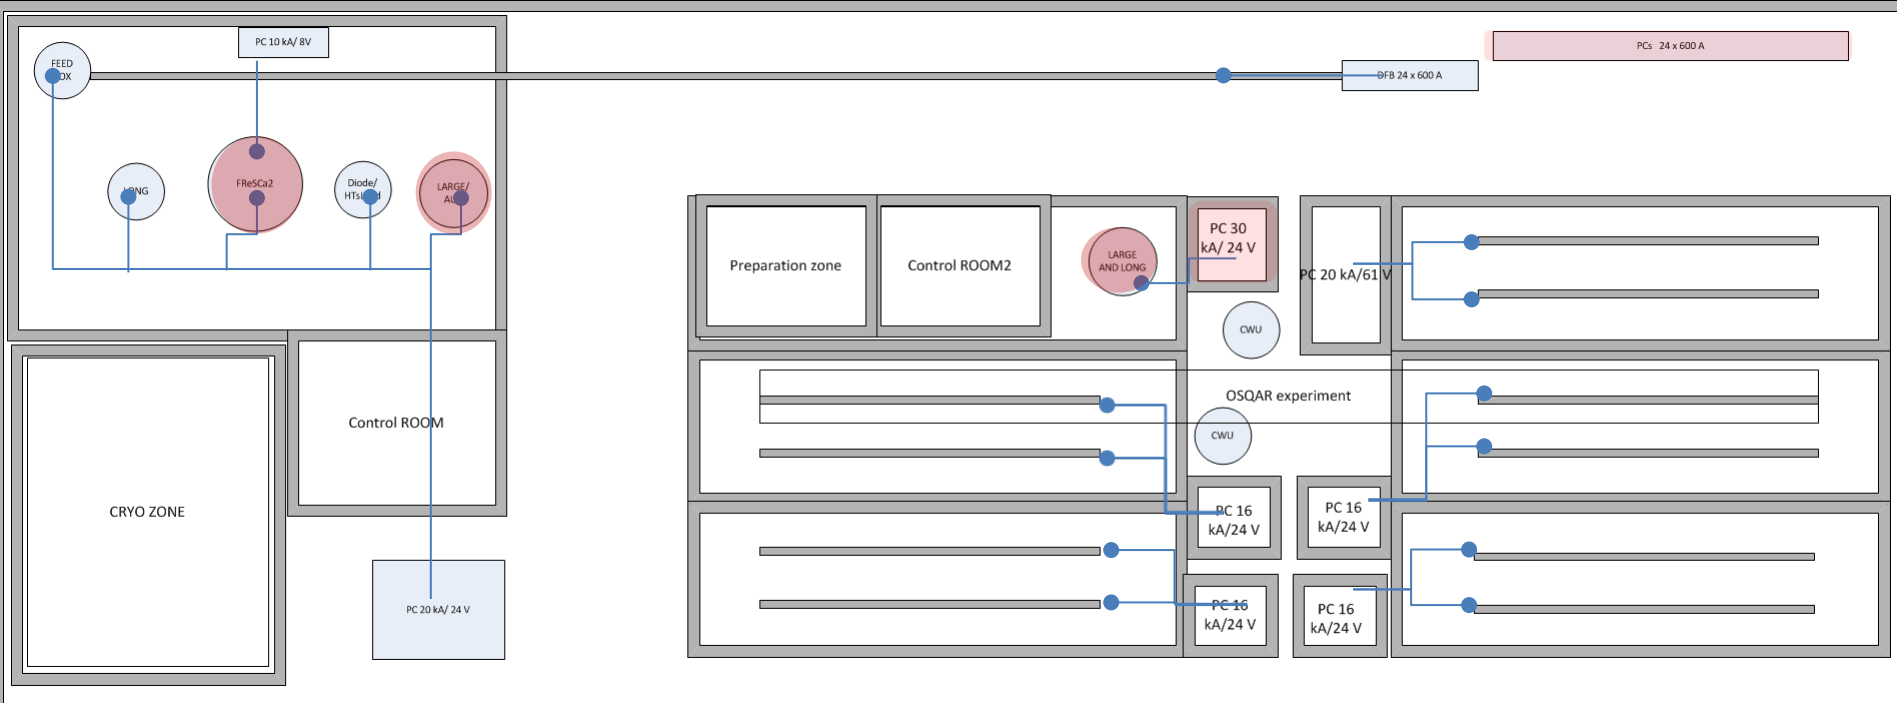 PC 10 kA/ 8V
PCs 24 x 600 A
FEED
DFB 24 x 600 A
FReSCa2
Diode/
LARGE/
PC 30
kA/ 24 V
Preparation zone
Control ROOM2
LARGE
AND LONG
PC 20 kA/61 V
CWU
OSQAR experiment
Control ROOM
CWU
CRYO ZONE
PC 16
kA/24 V
PC 16
kA/24 V
PC 20 kA/ 24 V
PC 16
kA/24 V
PC 16
kA/24 V